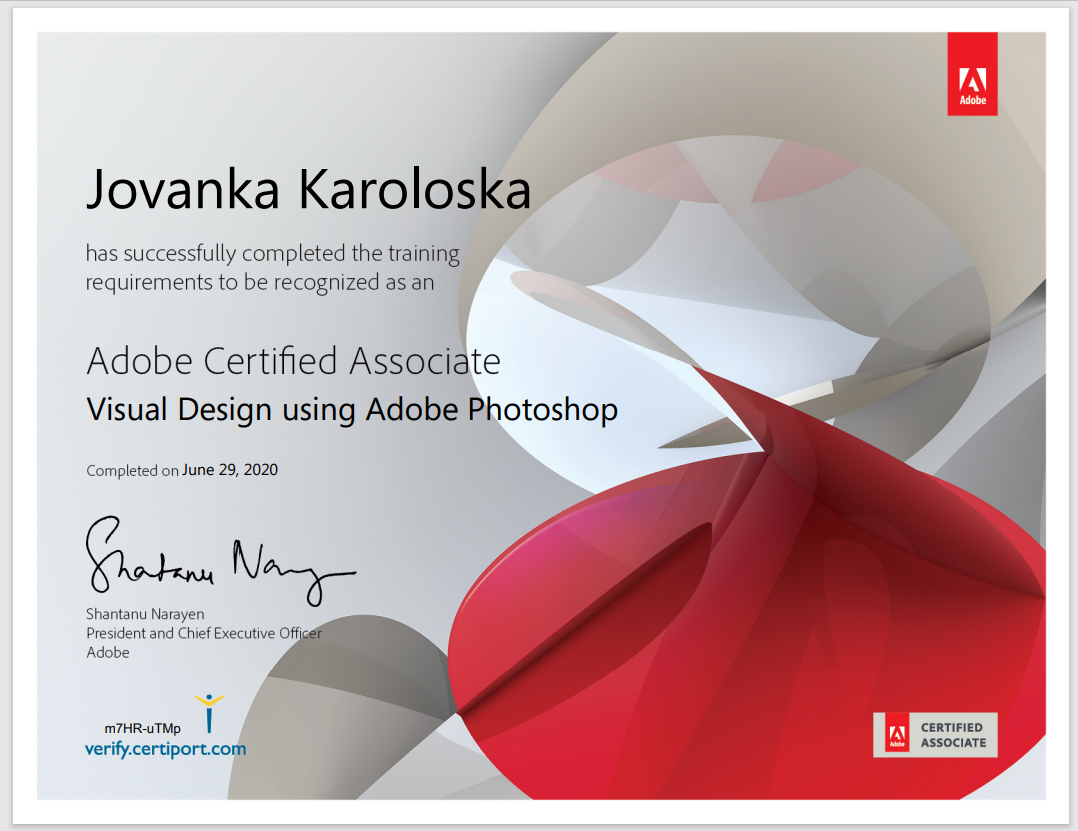 Adobe
Jovanka Karoloska
has successfully completed the training
requirements to be recognized as an
Adobe Certified Associate
Visual Design using Adobe Photoshop
Completed on June 29, 2020
Shantanu Narayen
Shantanu Narayen
President and Chief Executive Officer
Adobe
m7HR-uTMp
verify.certiport.com
Adobe
CERTIFIED
ASSOCIATE